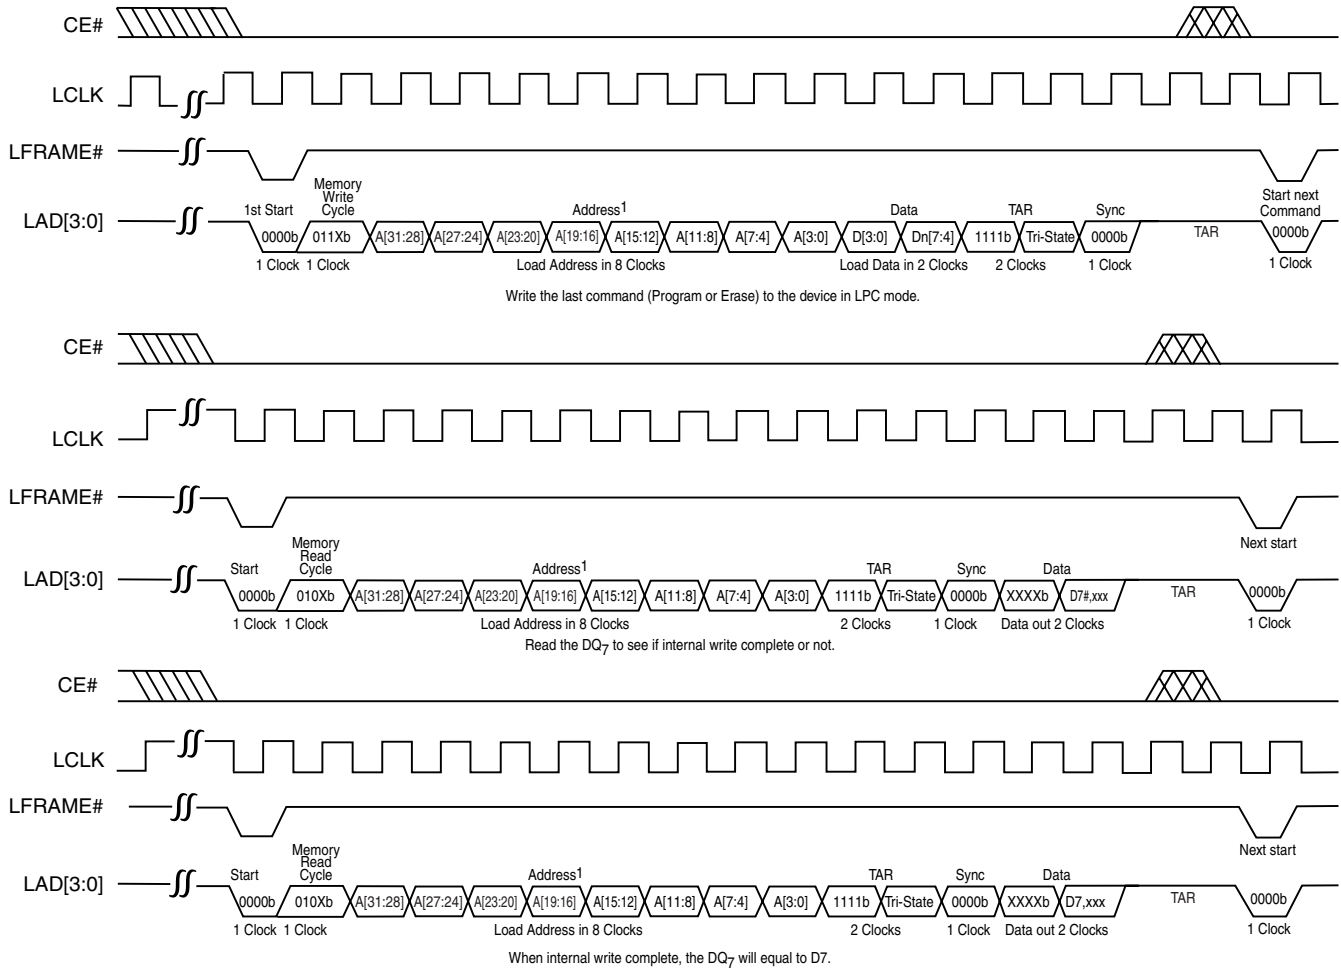 CE#
LCLK
LFRAME#
Memory
Write
Cycle
1st Start Address1 Data TAR Sync Start next
Command
LAD[3:0] 0000b 011Xb A[31:28] A[27:24] A[23:20] A[19:16] A[15:12] A[11:8] A[7:4] A[3:0] D[3:0] Dn[7:4] 1111b Tri-State 0000b TAR 0000b
1 Clock 1 Clock Load Address in 8 Clocks Load Data in 2 Clocks 2 Clocks 1 Clock 1 Clock
Write the last command (Program or Erase) to the device in LPC mode.
CE#
LCLK
LFRAME#
Next start
Memory
Read
Cycle
Start Address1 TAR Sync Data
LAD[3:0] 0000b 010Xb A[31:28] A[27:24] A[23:20] A[19:16] A[15:12] A[11:8] A[7:4] A[3:0] 1111b Tri-State 0000b XXXXb D7#,xxx TAR 0000b
1 Clock 1 Clock Load Address in 8 Clocks 2 Clocks 1 Clock Data out 2 Clocks 1 Clock
Read the DQ7 to see if internal write complete or not.
CE#
LCLK
LFRAME#
Next start
Memory
Read
Cycle
Start Address1 TAR Sync Data
LAD[3:0] 0000b 010Xb A[31:28] A[27:24] A[23:20] A[19:16] A[15:12] A[11:8] A[7:4] A[3:0] 1111b Tri-State 0000b XXXXb D7,xxx TAR 0000b
1 Clock 1 Clock Load Address in 8 Clocks 2 Clocks 1 Clock Data out 2 Clocks 1 Clock
When internal write complete, the DQ7 will equal to D7.